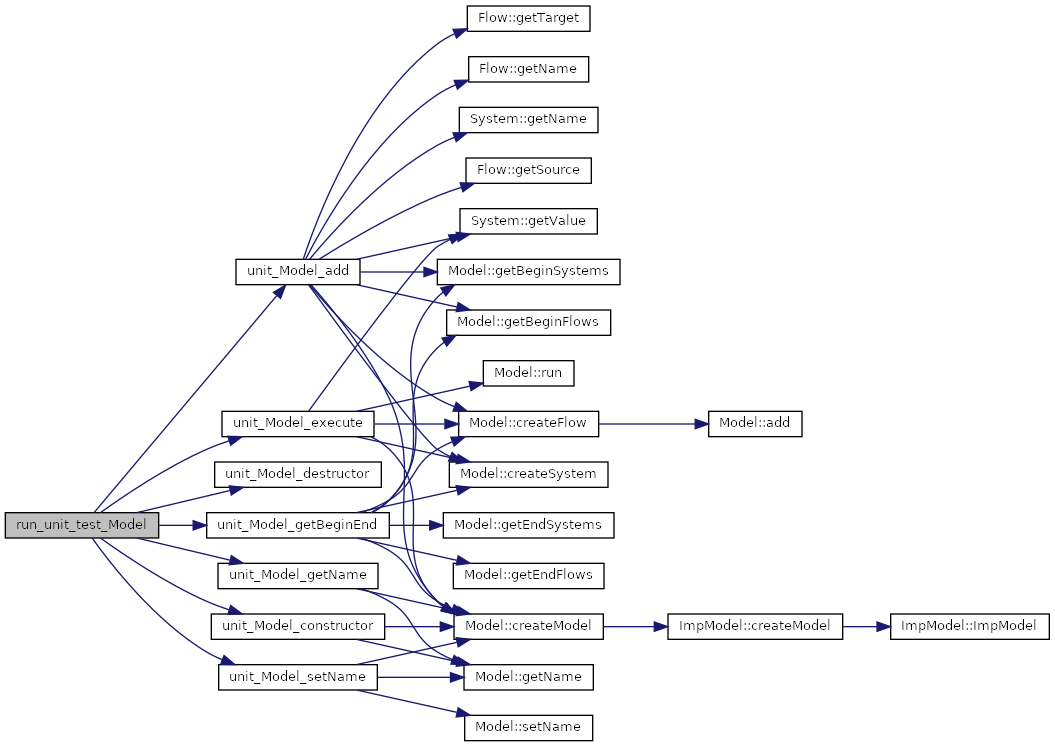 Flow::getTarget
Flow::getName
System::getName
Flow::getSource
System::getValue
unit_Model_add
Model::getBeginSystems
Model::getBeginFlows
Model::run
unit_Model_execute
Model::createFlow
Model::add
unit_Model_destructor
Model::createSystem
run_unit_test_Model
unit_Model_getBeginEnd
Model::getEndSystems
unit_Model_getName
Model::getEndFlows
unit_Model_constructor
Model::createModel
ImpModel::createModel
ImpModel::ImpModel
unit_Model_setName
Model::getName
Model::setName